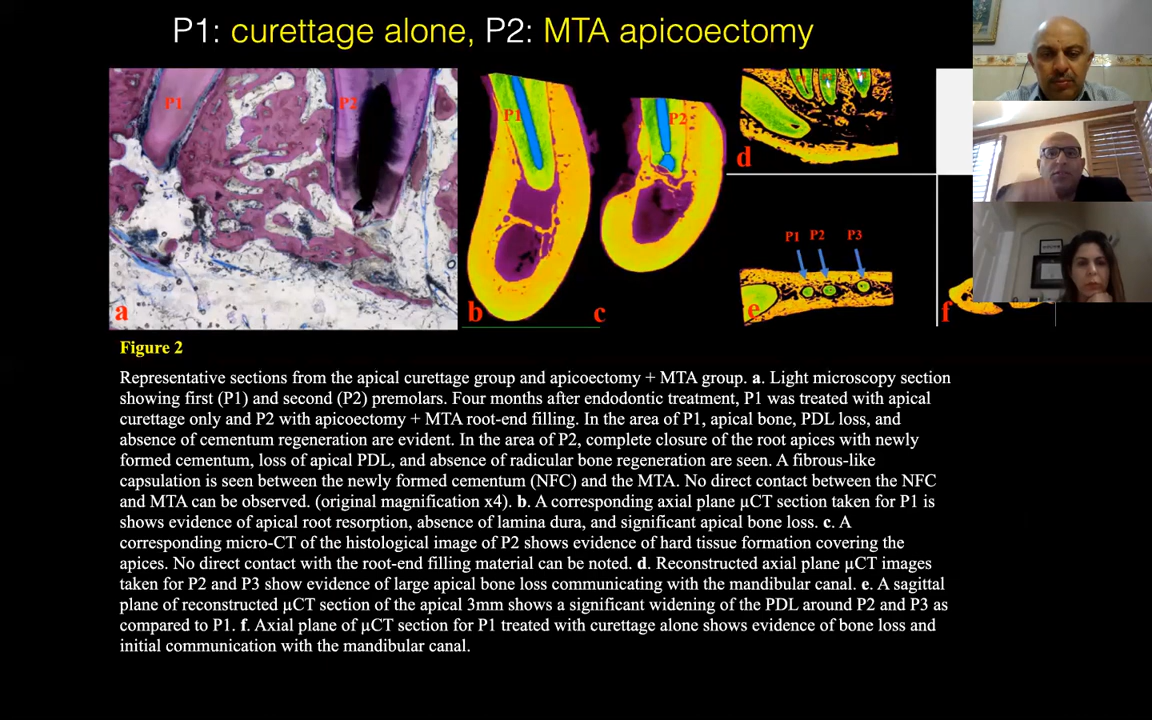 P1: curettage alone, P2: MTA apicoectomy
P1
P2
P1
P2
a
b
c
d
P1 P2 P3
e
f
Figure 2
Representative sections from the apical curettage group and apicoectomy + MTA group. a. Light microscopy section
showing first (P1) and second (P2) premolars. Four months after endodontic treatment, P1 was treated with apical
curettage only and P2 with apicoectomy + MTA root-end filling. In the area of P1, apical bone, PDL loss, and
absence of cementum regeneration are evident. In the area of P2, complete closure of the root apices with newly
formed cementum, loss of apical PDL, and absence of radicular bone regeneration are seen. A fibrous-like
capsulation is seen between the newly formed cementum (NFC) and the MTA. No direct contact between the NFC
and MTA can be observed. (original magnification x4). b. A corresponding axial plane µCT section taken for P1 is
shows evidence of apical root resorption, absence of lamina dura, and significant apical bone loss. c. A
corresponding micro-CT of the histological image of P2 shows evidence of hard tissue formation covering the
apices. No direct contact with the root-end filling material can be noted. d. Reconstructed axial plane µCT images
taken for P2 and P3 show evidence of large apical bone loss communicating with the mandibular canal. e. A sagittal
plane of reconstructed µCT section of the apical 3mm shows a significant widening of the PDL around P2 and P3 as
compared to P1. f. Axial plane of µCT section for P1 treated with curettage alone shows evidence of bone loss and
initial communication with the mandibular canal.